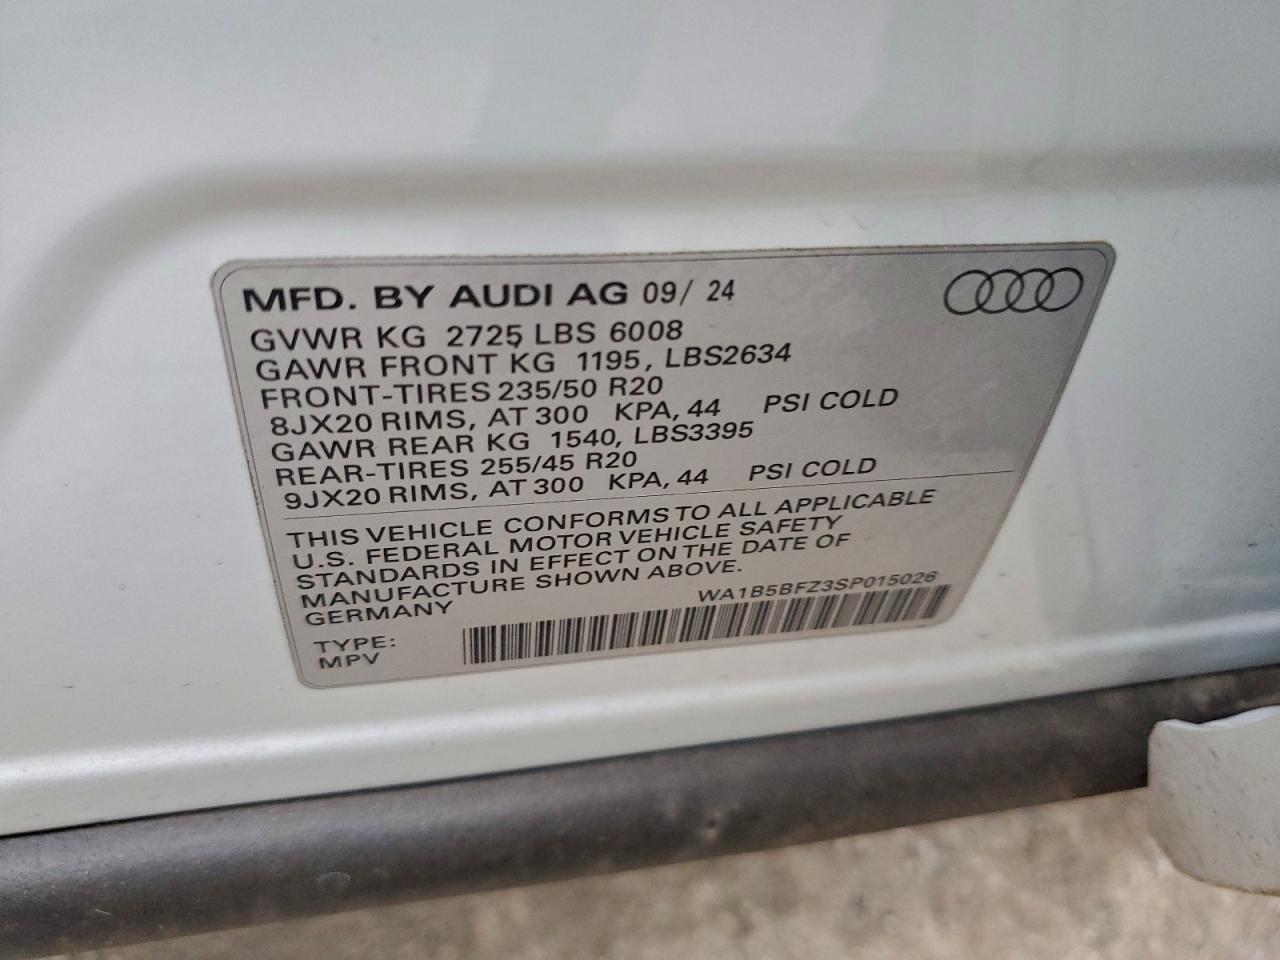 MFD. BY AUDI AG 09/ 24
GVWR KG 2725 LBS 6008
GAWR FRONT KG 1195, LBS2634
FRONT-TIRES 235/50 R20
8JX20 RIMS, AT 300 KPA, 44 PSI COLD
GAWR REAR KG 1540, LBS3395
REAR-TIRES 255/45 R20
9JX20 RIMS, AT 300 KPA, 44 PSI COLD
THIS VEHICLE CONFORMS TO ALL APPLICABLE
U.S. FEDERAL MOTOR VEHICLE SAFETY
STANDARDS IN EFFECT ON THE DATE OF
MANUFACTURE SHOWN ABOVE.
GERMANY
WA1B5BFZ3SP015026
TYPE:
MPV